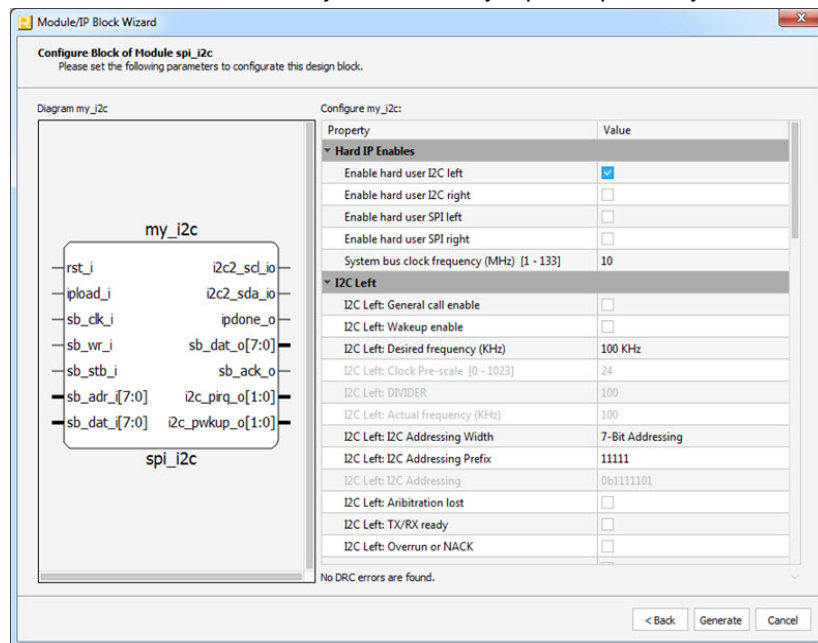 Module/IP Block Wizard
Configure Block of Module spi_i2c
Please set the following parameters to configurate this design block.
Diagram my_i2c
Configure my_i2c:
my_i2c
rst_i
i2c2_scl_io
ipload_i
i2c2_sda_io
sb_clk_i
ipdone_o
sb_wr_i
sb_dat_o[7:0]
sb_stb_i
sb_ack_o
sb_adr_i[7:0]
i2c_pirq_o[1:0]
sb_dat_i[7:0]
i2c_pwkup_o[1:0]
spi_i2c
Property Value
Hard IP Enables
Enable hard user I2C left
Enable hard user I2C right
Enable hard user SPI left
Enable hard user SPI right
System bus clock frequency (MHz) [1 - 133] 10
I2C Left
I2C Left: General call enable
I2C Left: Wakeup enable
I2C Left: Desired frequency (KHz) 100 KHz
I2C Left: Clock Pre-scale [0 - 1023] 24
I2C Left: DIVIDER 100
I2C Left: Actual frequency (KHz) 100
I2C Left: I2C Addressing Width 7-Bit Addressing
I2C Left: I2C Addressing Prefix 11111
I2C Left: I2C Addressing 0b1111101
I2C Left: Aribitration lost
I2C Left: TX/RX ready
I2C Left: Overrun or NACK
No DRC errors are found.
< Back Generate Cancel